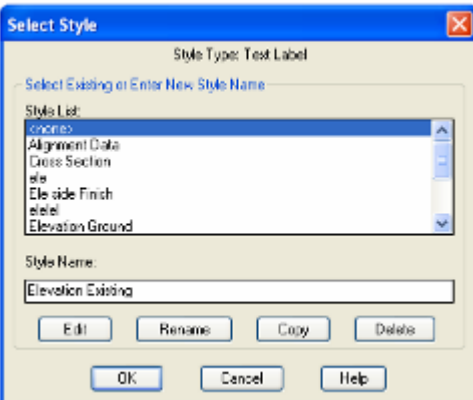 Select Style
Style Type: Text Label
Select Existing or Enter New Style Name
Style List:
<none>
Alignment Data
Cross Section
ele
Ele side Finish
elelel
Elevation Ground
Style Name:
Elevation Existing
Edit Rename Copy Delete
OK Cancel Help